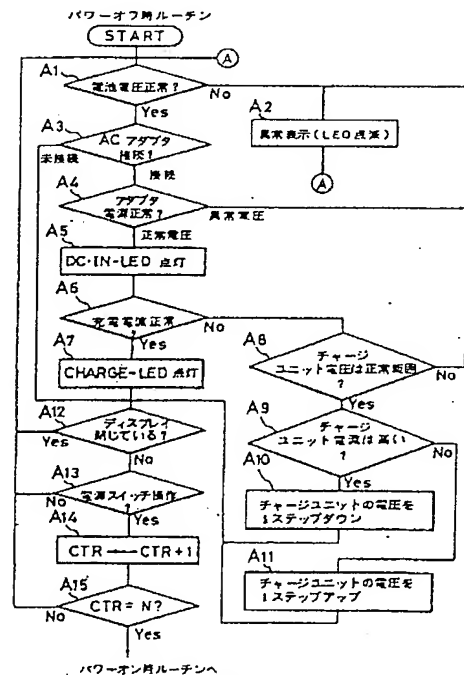 パワーオフ時ルーチン
START
A
A1
電池電圧正常?
No
Yes
A2
異常表示(LED点滅)
A
A3
ACアダプタ
接続?
未接続
接続
A4
アダプタ
電源正常?
異常電圧
正常電圧
A5
DC・IN-LED 点灯
A6
充電電流正常
?
No
Yes
A7
CHARGE-LED 点灯
A8
チャージ
ユニット電圧は正常範囲
?
No
Yes
A9
チャージ
ユニット電流は高い
?
No
Yes
A10
チャージユニットの電圧を
1ステップダウン
A11
チャージユニットの電圧を
1ステップアップ
A12
ディスプレイ
閉じている?
Yes
No
A13
電源スイッチ操作
?
No
Yes
A14
CTR ← CTR+1
A15
CTR = N?
No
Yes
パワーオン時ルーチンへ